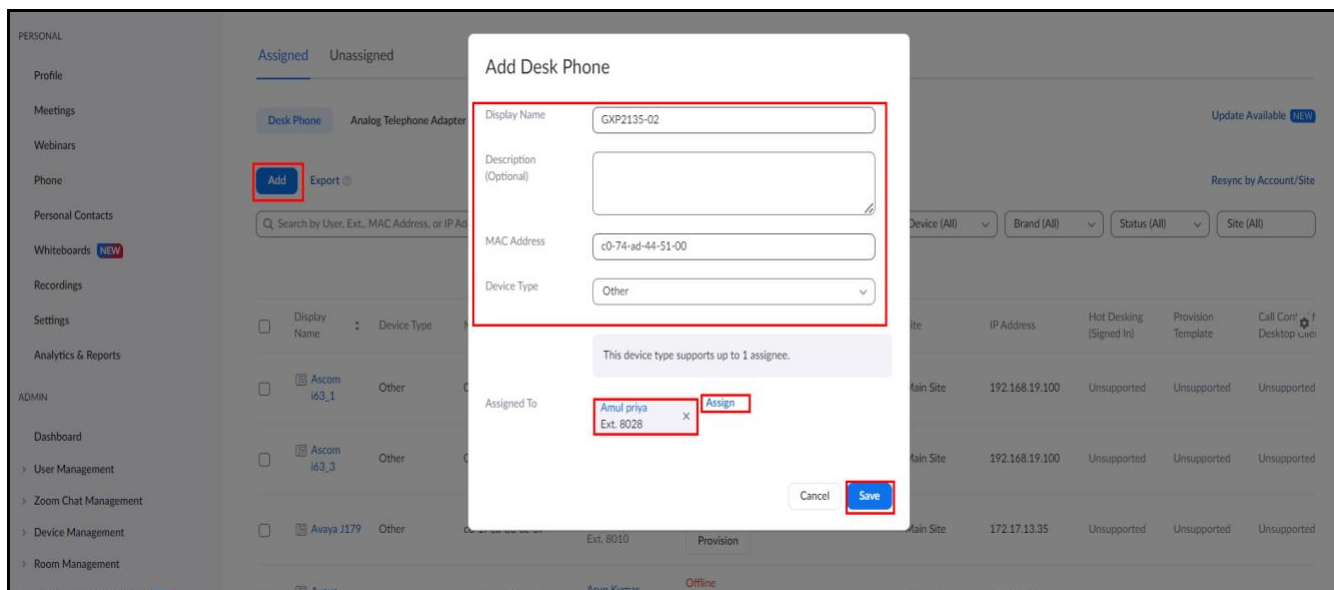 PERSONAL
Profile
Meetings
Webinars
Phone
Personal Contacts
Whiteboards NEW
Recordings
Settings
Analytics & Reports
ADMIN
Dashboard
User Management
Zoom Chat Management
Device Management
Room Management
Assigned Unassigned
Desk Phone Analog Telephone Adapter
Update Available NEW
Add Export
Resync by Account/Site
Search by User, Ext., MAC Address, or IP Ad
Device (All) Brand (All) Status (All) Site (All)
Display Name Device Type
IP Address Hot Desking (Signed In) Provision Template Call
Ascom i63_1 Other Main Site 192.168.19.100 Unsupported Unsupported Unsupported
Ascom i63_3 Other Main Site 192.168.19.100 Unsupported Unsupported Unsupported
Avaya J179 Other Ext. 8010 Provision Main Site 172.17.13.35 Unsupported Unsupported Unsupported
Offline
Add Desk Phone
Display Name GXP2135-02
Description
(Optional)
MAC Address c0-74-ad-44-51-00
Device Type Other
This device type supports up to 1 assignee.
Assigned To Amul priya × Assign
Ext. 8028
Cancel Save